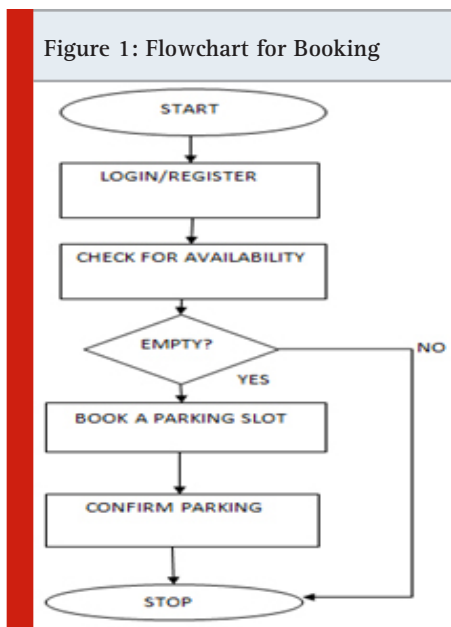 Figure 1: Flowchart for Booking
START
LOGIN/REGISTER
CHECK FOR AVAILABILITY
EMPTY?
NO
YES
BOOK A PARKING SLOT
CONFIRM PARKING
STOP